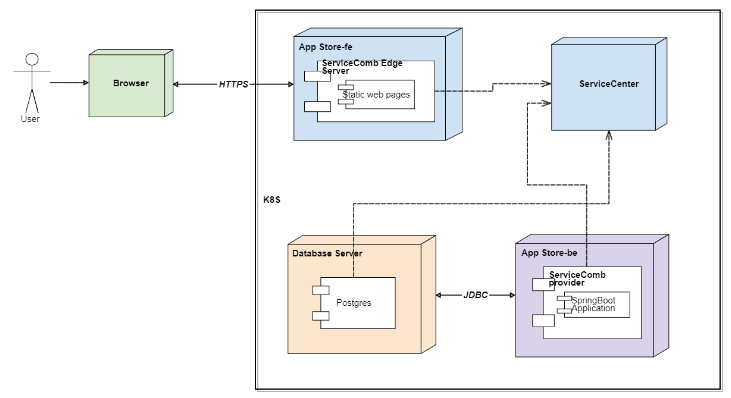 App Store-fe
ServiceComb Edge
Server
Static web pages
ServiceCenter
Browser
HTTPS
User
K8S
Database Server
Postgres
JDBC
App Store-be
ServiceComb
provider
SpringBoot
Application